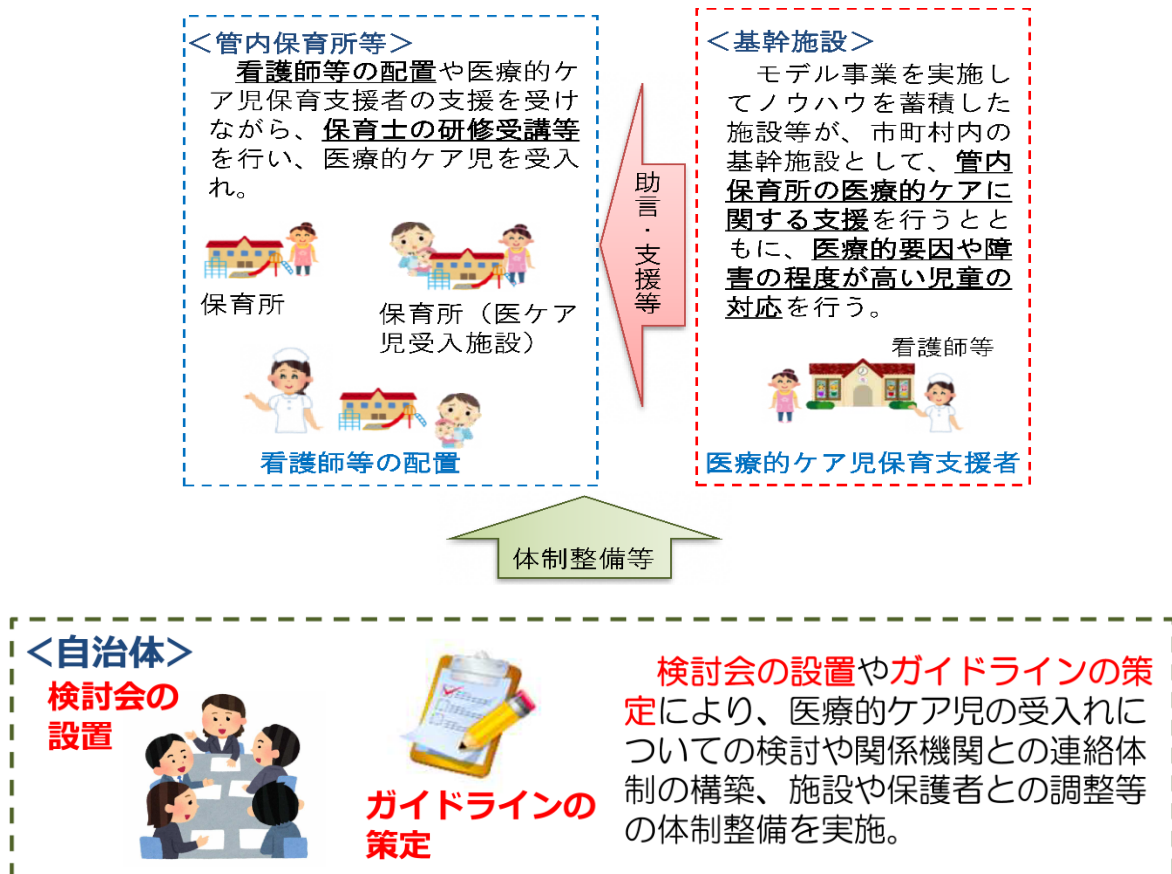 <管内保育所等>
看護師等の配置や医療的ケ
ア児保育支援者の支援を受け
ながら、保育士の研修受講等
を行い、医療的ケア児を受入
れ。
保育所
保育所（医ケア
児受入施設）
看護師等の配置
助言・支援等
<基幹施設>
モデル事業を実施し
てノウハウを蓄積した
施設等が、市町村内の
基幹施設として、管内
保育所の医療的ケアに
関する支援を行うとと
もに、医療的要因や障
害の程度が高い児童の
対応を行う。
看護師等
医療的ケア児保育支援者
体制整備等
<自治体>
検討会の
設置
ガイドラインの
策定
検討会の設置やガイドラインの策
定により、医療的ケア児の受入れに
ついての検討や関係機関との連絡体
制の構築、施設や保護者との調整等
の体制整備を実施。